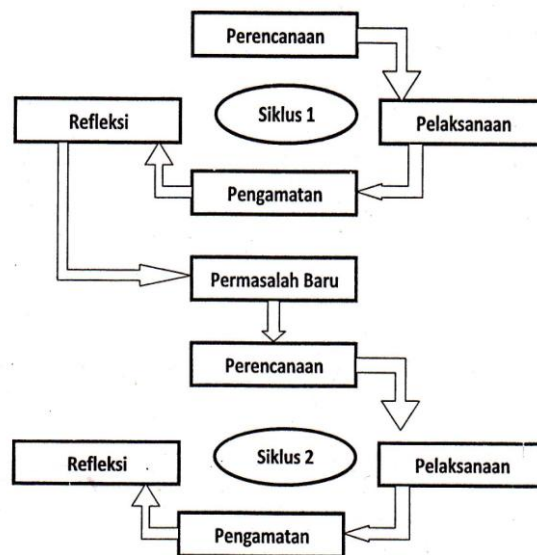 Perencanaan
Refleksi
Siklus 1
Pelaksanaan
Pengamatan
Permasalah Baru
Perencanaan
Refleksi
Siklus 2
Pelaksanaan
Pengamatan